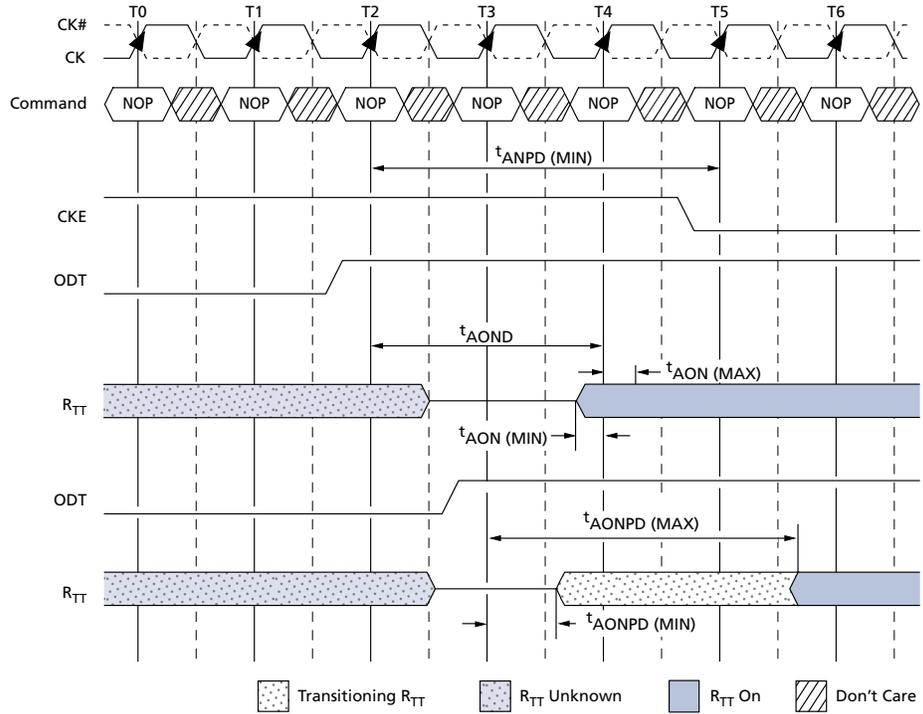 T0 T1 T2 T3 T4 T5 T6
CK#
CK
Command NOP NOP NOP NOP NOP NOP NOP
tANPD (MIN)
CKE
ODT
tAOND
tAON (MAX)
RTT
tAON (MIN)
ODT
tAONPD (MAX)
RTT
tAONPD (MIN)
Transitioning RTT RTT Unknown RTT On Don't Care